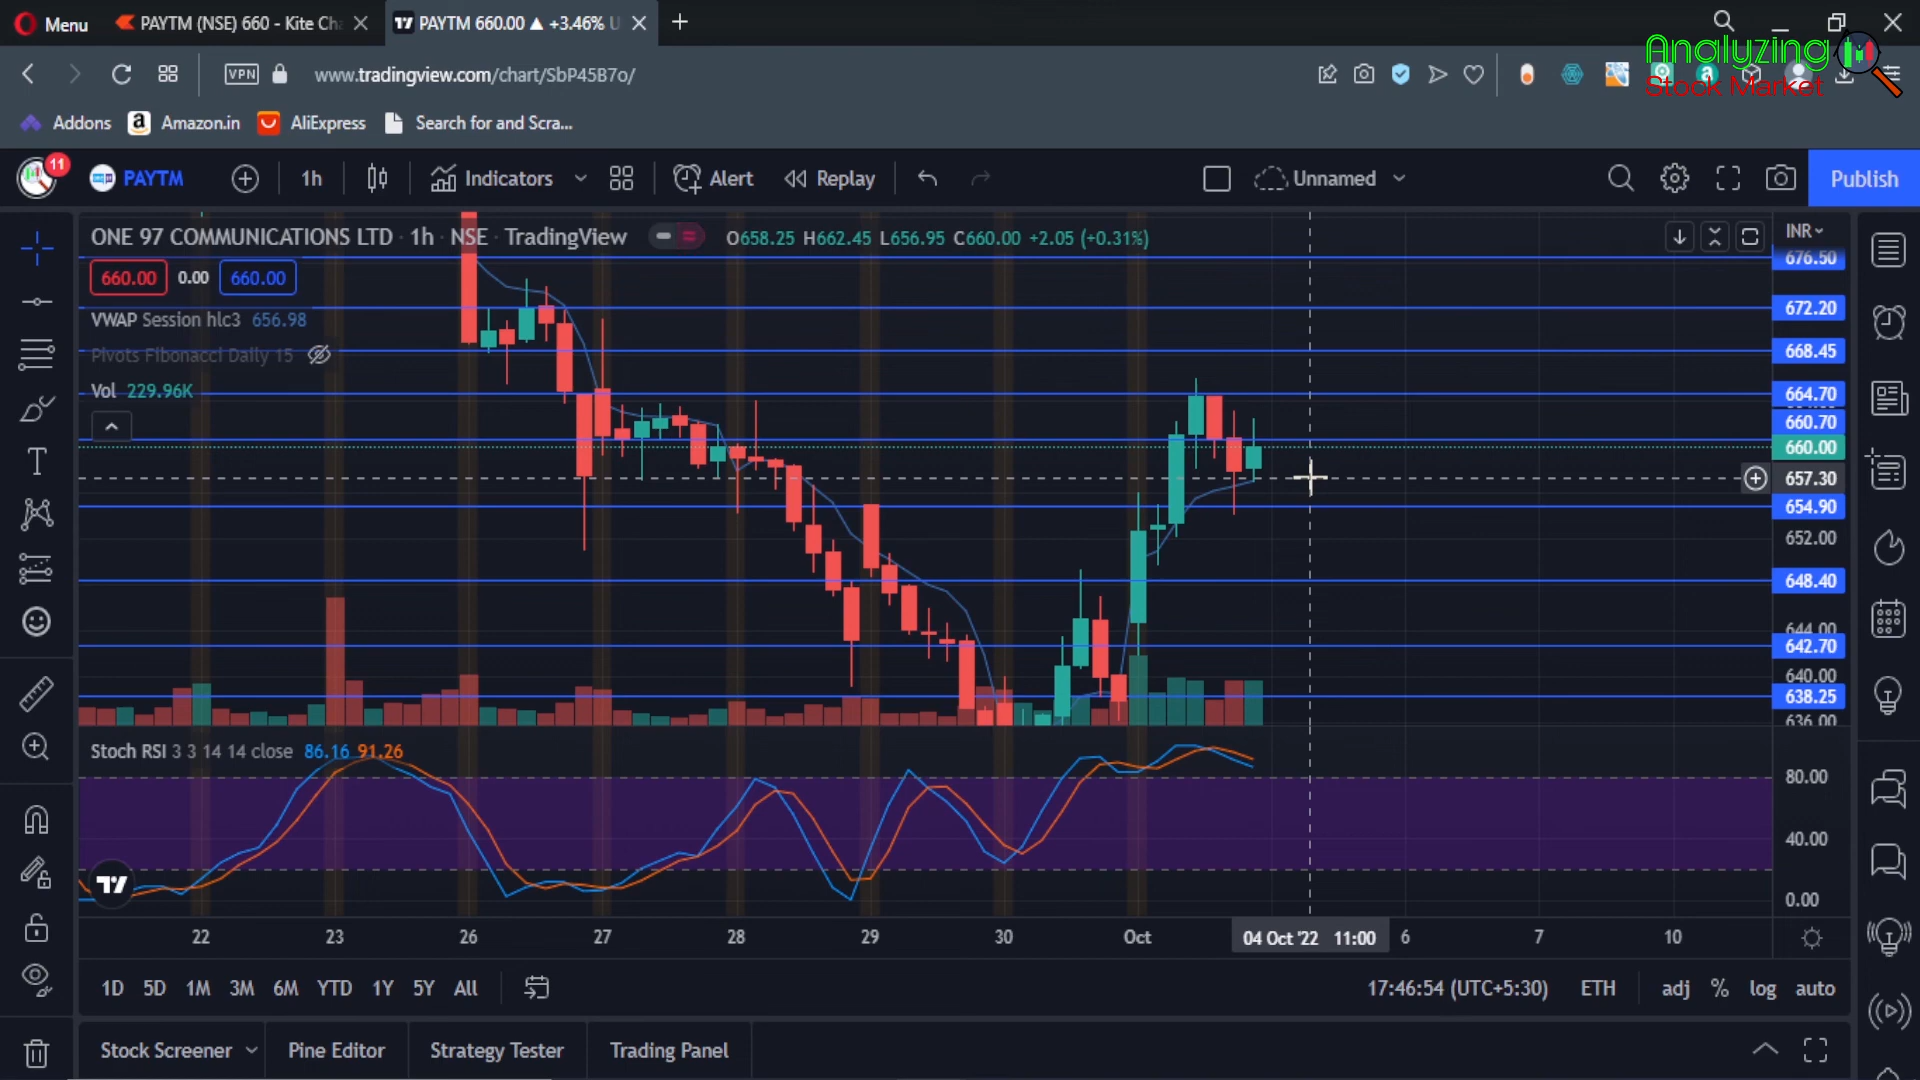 Menu
PAYTM (NSE) 660 - Kite Ch
PAYTM 660.00 ▲ +3.46% U
VPN
www.tradingview.com/chart/SbP45B7o/
Analyzing
Stock Market
Addons
Amazon.in
AliExpress
Search for and Scra...
11
PAYTM
1h
Indicators
Alert
Replay
Unnamed
Publish
ONE 97 COMMUNICATIONS LTD · 1h · NSE TradingView
O658.25 H662.45 L656.95 C660.00 +2.05 (+0.31%)
INR
660.00 0.00 660.00
VWAP Session hlc3 656.98
Pivots Fibonacci Daily 15
Vol 229.96K
676.50
672.20
668.45
664.70
660.70
660.00
657.30
654.90
652.00
648.40
644.00
642.70
640.00
638.25
636.00
Stoch RSI 3 3 14 14 close 86.16 91.26
80.00
40.00
0.00
22 23 26 27 28 29 30 Oct 04 Oct '22 11:00 6 7 10
1D 5D 1M 3M 6M YTD 1Y 5Y All
17:46:54 (UTC+5:30) ETH adj % log auto
Stock Screener Pine Editor Strategy Tester Trading Panel